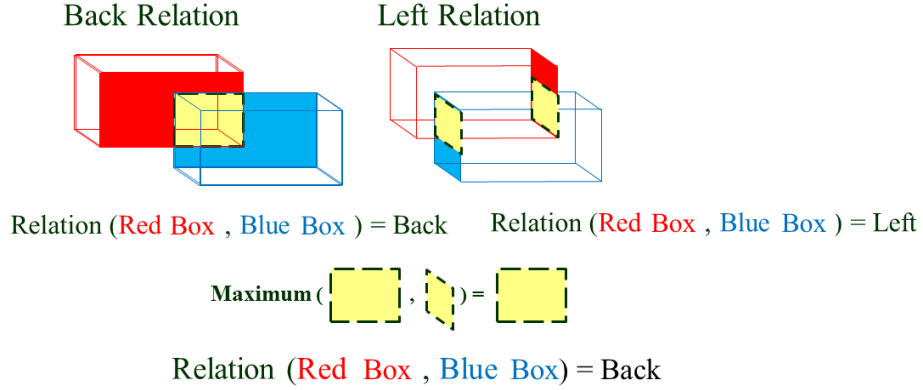 Back Relation
Left Relation
Relation (Red Box , Blue Box ) = Back
Relation (Red Box , Blue Box ) = Left
Maximum ( , ) =
Relation (Red Box , Blue Box) = Back